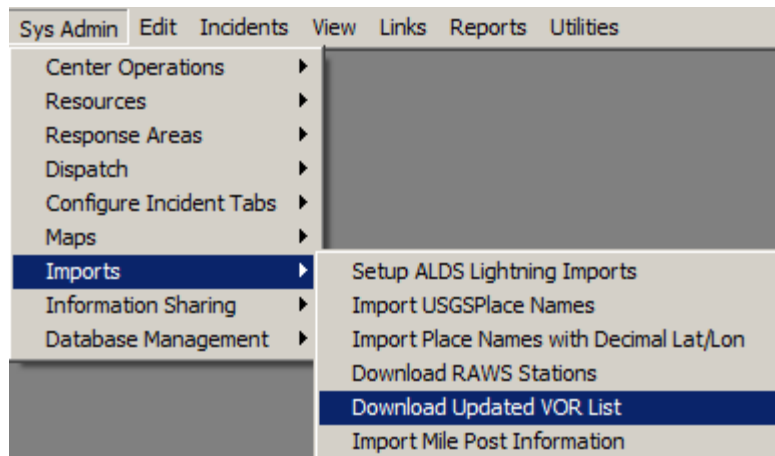 Sys Admin Edit Incidents View Links Reports Utilities
Center Operations
Resources
Response Areas
Dispatch
Configure Incident Tabs
Maps
Imports
Information Sharing
Database Management
Setup ALDS Lightning Imports
Import USGSPlace Names
Import Place Names with Decimal Lat/Lon
Download RAWS Stations
Download Updated VOR List
Import Mile Post Information